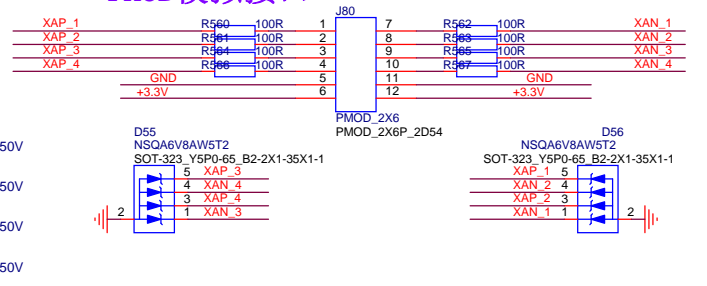 J80
XAP_1 R560 100R 1 7 R562 100R XAN_1
XAP_2 R561 100R 2 8 R563 100R XAN_2
XAP_3 R564 100R 3 9 R565 100R XAN_3
XAP_4 R566 100R 4 10 R567 100R XAN_4
GND 5 11 GND
+3.3V 6 12 +3.3V
PMOD_2X6
PMOD_2X6P_2D54
D55
NSQA6V8AW5T2
SOT-323_Y5P0-65_B2-2X1-35X1-1
5 XAP_3
4 XAN_4
3 XAP_4
2
1 XAN_3
D56
NSQA6V8AW5T2
SOT-323_Y5P0-65_B2-2X1-35X1-1
XAP_1 5
XAN_2 4
XAP_2 3
XAN_1 1
2
50V
50V
50V
50V